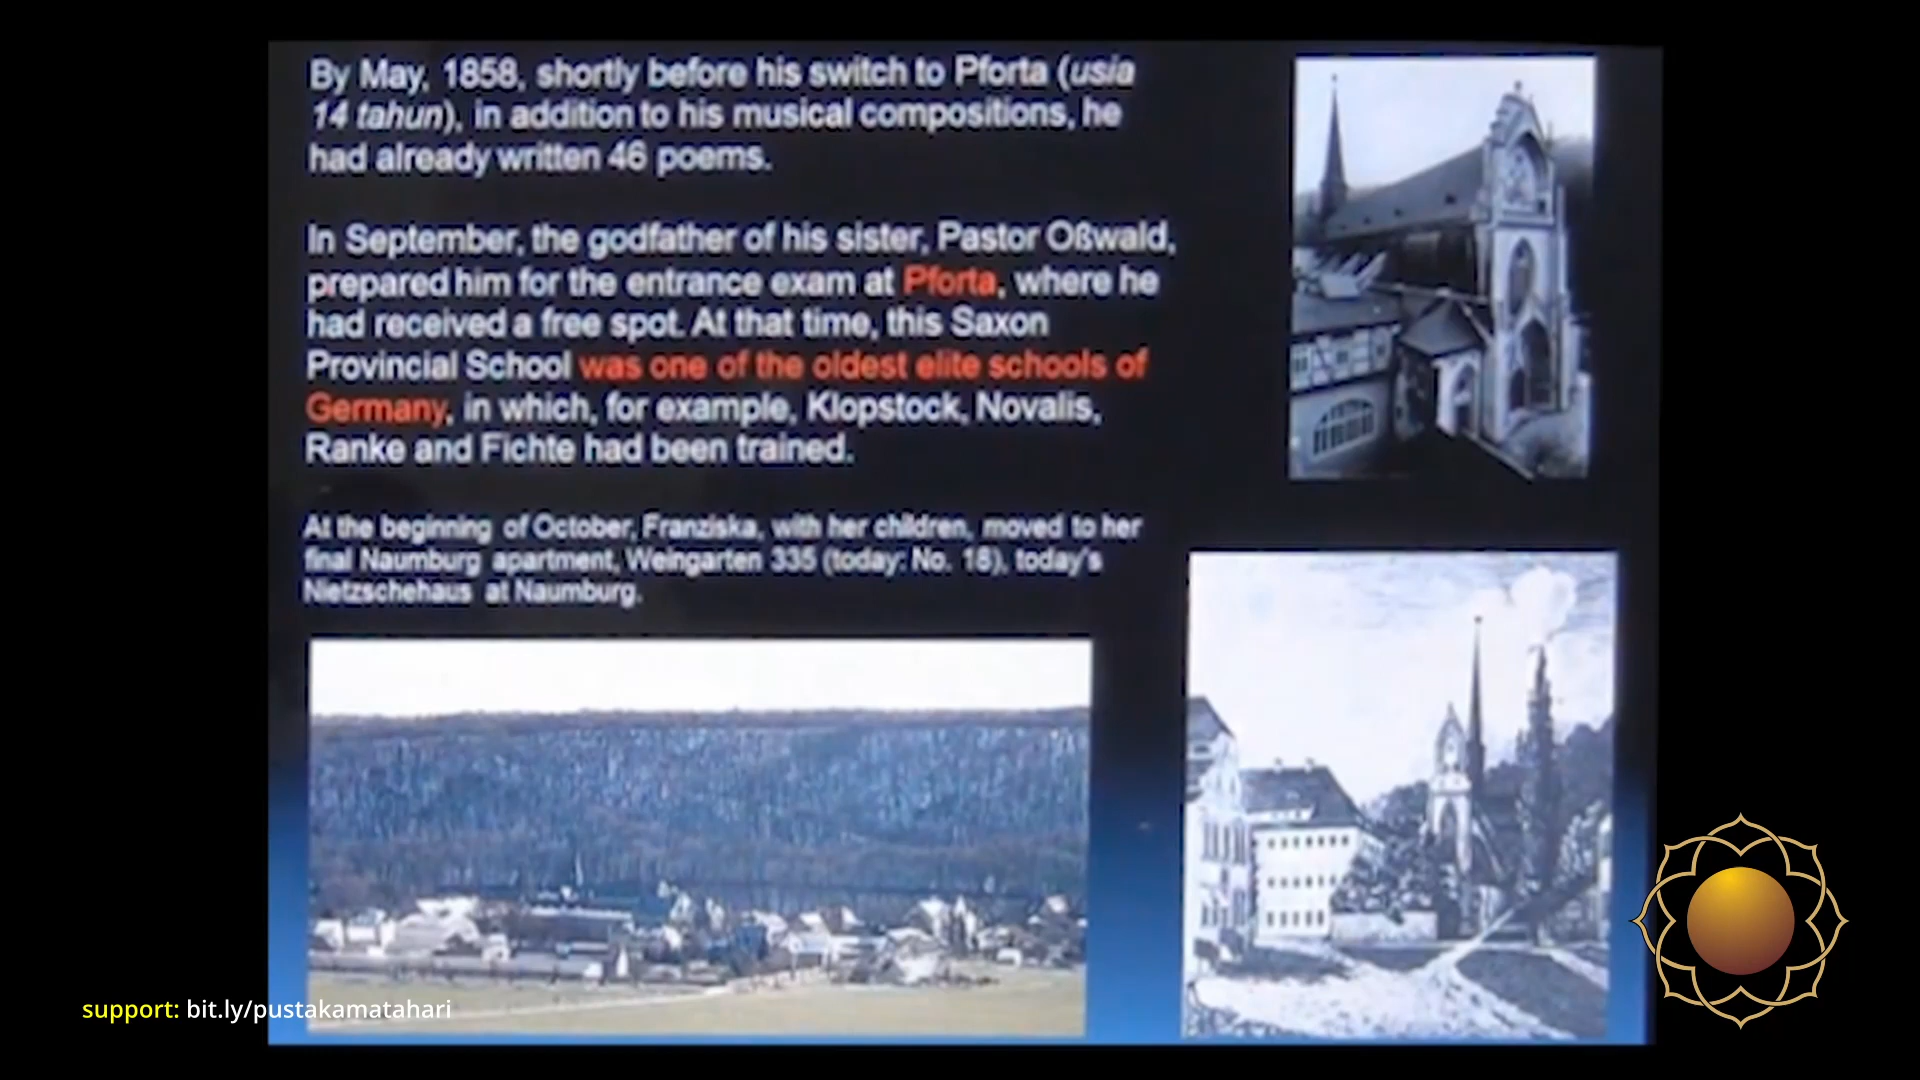 By May, 1858, shortly before his switch to Pforta (usia
14 tahun), in addition to his musical compositions, he
had already written 46 poems.
In September, the godfather of his sister, Pastor Oßwald,
prepared him for the entrance exam at Pforta, where he
had received a free spot. At that time, this Saxon
Provincial School was one of the oldest elite schools of
Germany, in which, for example, Klopstock, Novalis,
Ranke and Fichte had been trained.
At the beginning of October, Franziska, with her children, moved to her
final Naumburg apartment, Weingarten 335 (today: No. 18), today's
Nietzschehaus at Naumburg.
support: bit.ly/pustakamatahari